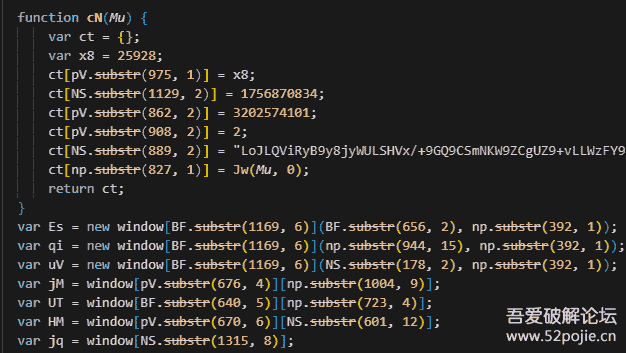 function cN(Mu) {
var ct = {};
var x8 = 25928;
ct[pV.substr(975, 1)] = x8;
ct[NS.substr(1129, 2)] = 1756870834;
ct[pV.substr(862, 2)] = 3202574101;
ct[pV.substr(908, 2)] = 2;
ct[NS.substr(889, 2)] = "LoJLQViRyB9y8jyWULSHVx/+9GQ9CSmNKW9ZCgUZ9+vLLWzFY9
ct[np.substr(827, 1)] = Jw(Mu, 0);
return ct;
}
var Es = new window[BF.substr(1169, 6)](BF.substr(656, 2), np.substr(392, 1));
var qi = new window[BF.substr(1169, 6)](np.substr(944, 15), np.substr(392, 1));
var uV = new window[BF.substr(1169, 6)](NS.substr(178, 2), np.substr(392, 1));
var jM = window[pV.substr(676, 4)][np.substr(1004, 9)];
var UT = window[BF.substr(640, 5)][np.substr(723, 4)];
var HM = window[pV.substr(670, 6)][NS.substr(601, 12)];
var jq = window[NS.substr(1315, 8)];
吾爱破解论坛
www.52pojie.cn